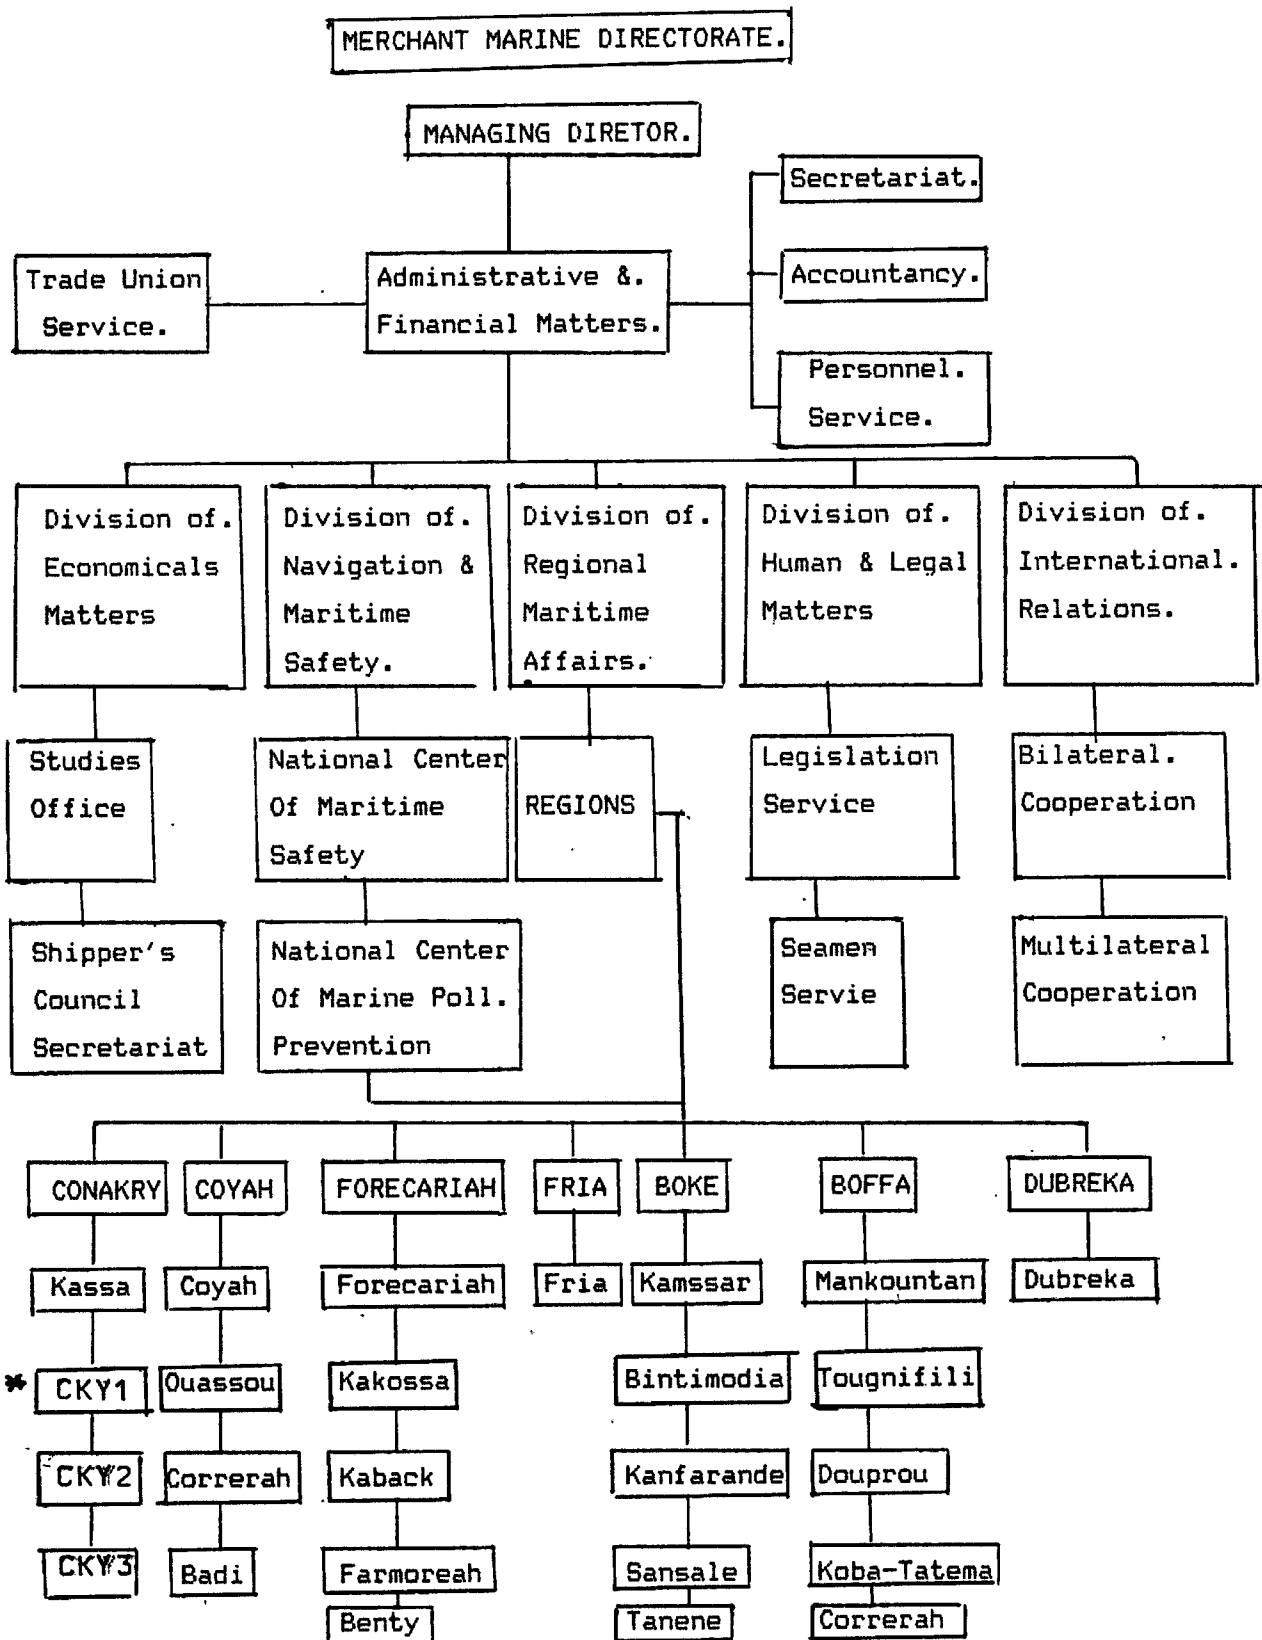 MERCHANT MARINE DIRECTORATE.
MANAGING DIRETOR.
Secretariat.
Trade Union
Service.
Administrative &.
Financial Matters.
Accountancy.
Personnel.
Service.
Division of.
Economicals
Matters
Division of.
Navigation &
Maritime
Safety.
Division of.
Regional
Maritime
Affairs.
Division of.
Human & Legal
Matters
Division of.
International.
Relations.
Studies
Office
National Center
Of Maritime
Safety
REGIONS
Legislation
Service
Bilateral.
Cooperation
Shipper's
Council
Secretariat
National Center
Of Marine Poll.
Prevention
Seamen
Servie
Multilateral
Cooperation
CONAKRY
COYAH
FORECARIAH
FRIA
BOKE
BOFFA
DUBREKA
Kassa
Coyah
Forecariah
Fria
Kamssar
Mankountan
Dubreka
* CKY1
Ouassou
Kakossa
Bintimodia
Tougnifili
CKY2
Correrah
Kaback
Kanfarande
Douprou
CKY3
Badi
Farmoreah
Sansale
Koba-Tatema
Benty
Tanene
Correrah